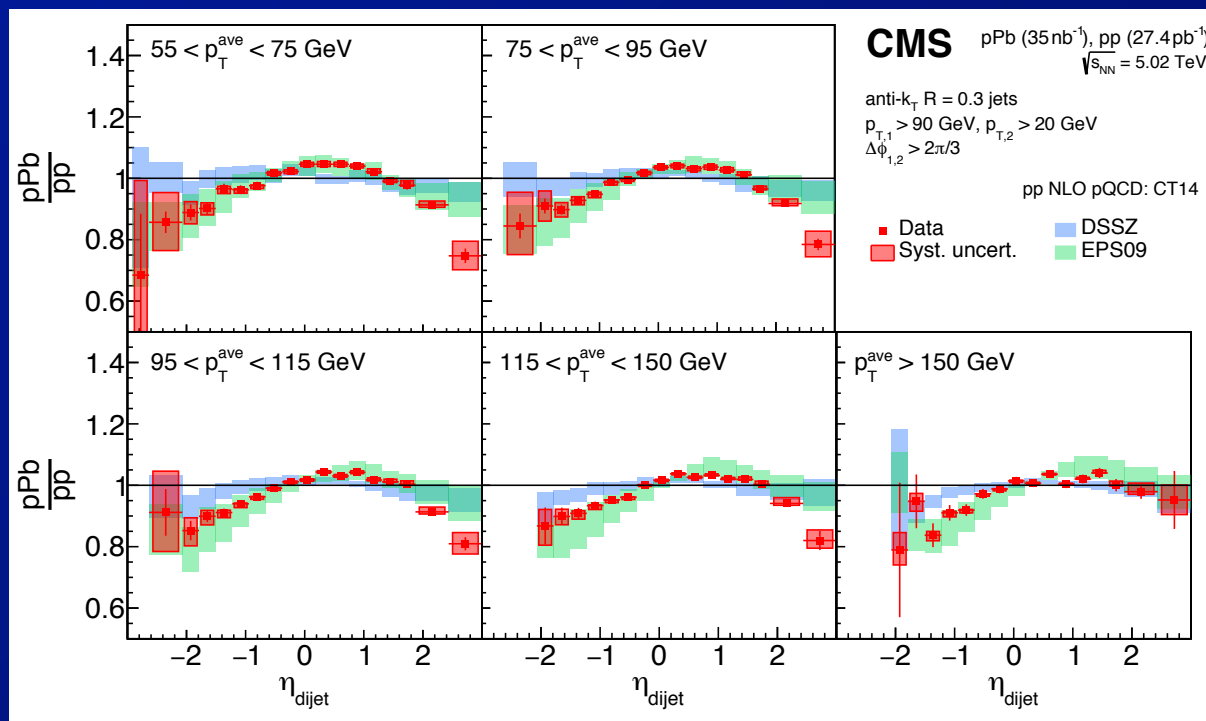 55 < p_T^ave < 75 GeV
75 < p_T^ave < 95 GeV
CMS pPb (35 nb⁻¹), pp (27.4 pb⁻¹)
√s_NN = 5.02 TeV
anti-k_T R = 0.3 jets
p_T,1 > 90 GeV, p_T,2 > 20 GeV
Δϕ_1,2 > 2π/3
pp NLO pQCD: CT14
Data
Syst. uncert.
DSSZ
EPS09
pPb
pp
1.4
1.2
1
0.8
0.6
95 < p_T^ave < 115 GeV
115 < p_T^ave < 150 GeV
p_T^ave > 150 GeV
pPb
pp
1.4
1.2
1
0.8
0.6
−2 −1 0 1 2
−2 −1 0 1 2
−2 −1 0 1 2
η_dijet
η_dijet
η_dijet